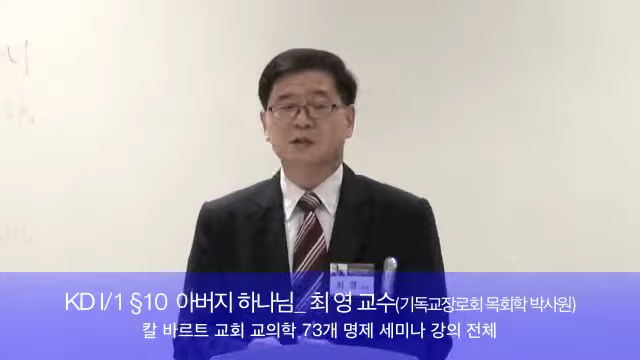 최 영
KD I/1 §10 아버지 하나님_ 최 영 교수(기독교장로회 목회학 박사원)
칼 바르트 교회 교의학 73개 명제 세미나 강의 전체